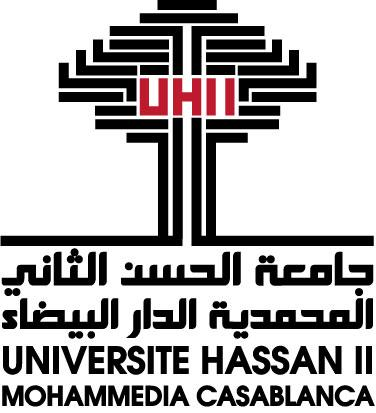 UHII
جامعة الحسن الثاني
المحمدية الدار البيضاء
UNIVERSITE HASSAN II
MOHAMMEDIA CASABLANCA